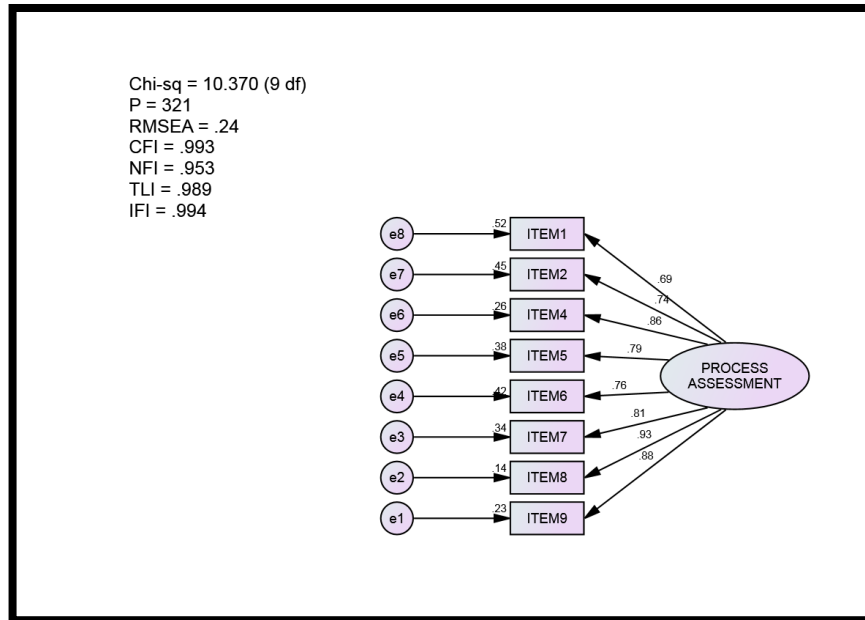 Chi-sq = 10.370 (9 df)
P = 321
RMSEA = .24
CFI = .993
NFI = .953
TLI = .989
IFI = .994
e8 .52 ITEM1 .69
e7 .45 ITEM2 .74
e6 .26 ITEM4 .86
e5 .38 ITEM5 .79
e4 .42 ITEM6 .76
e3 .34 ITEM7 .81
e2 .14 ITEM8 .93
e1 .23 ITEM9 .88
PROCESS
ASSESSMENT